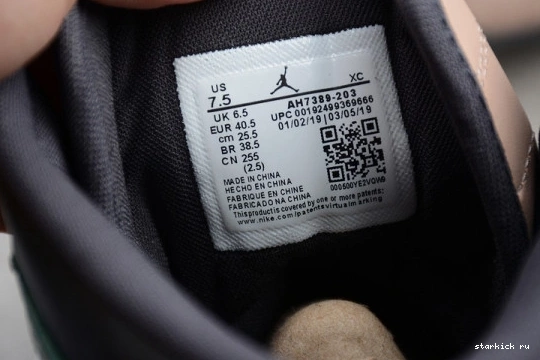 US
7.5
XC
UK 6.5
EUR 40.5
cm 25.5
BR 38.5
CN 255
(2.5)
AH7389-203
UPC 00192499369666
01/02/19 | 03/05/19
MADE IN CHINA
HECHO EN CHINA
FABRIQUE EN CHINE
FABRICADO NA CHINA
000500YE2VQW9
This product is covered by one or more patents:
www.nike.com/patents virtual marking
starkick ru